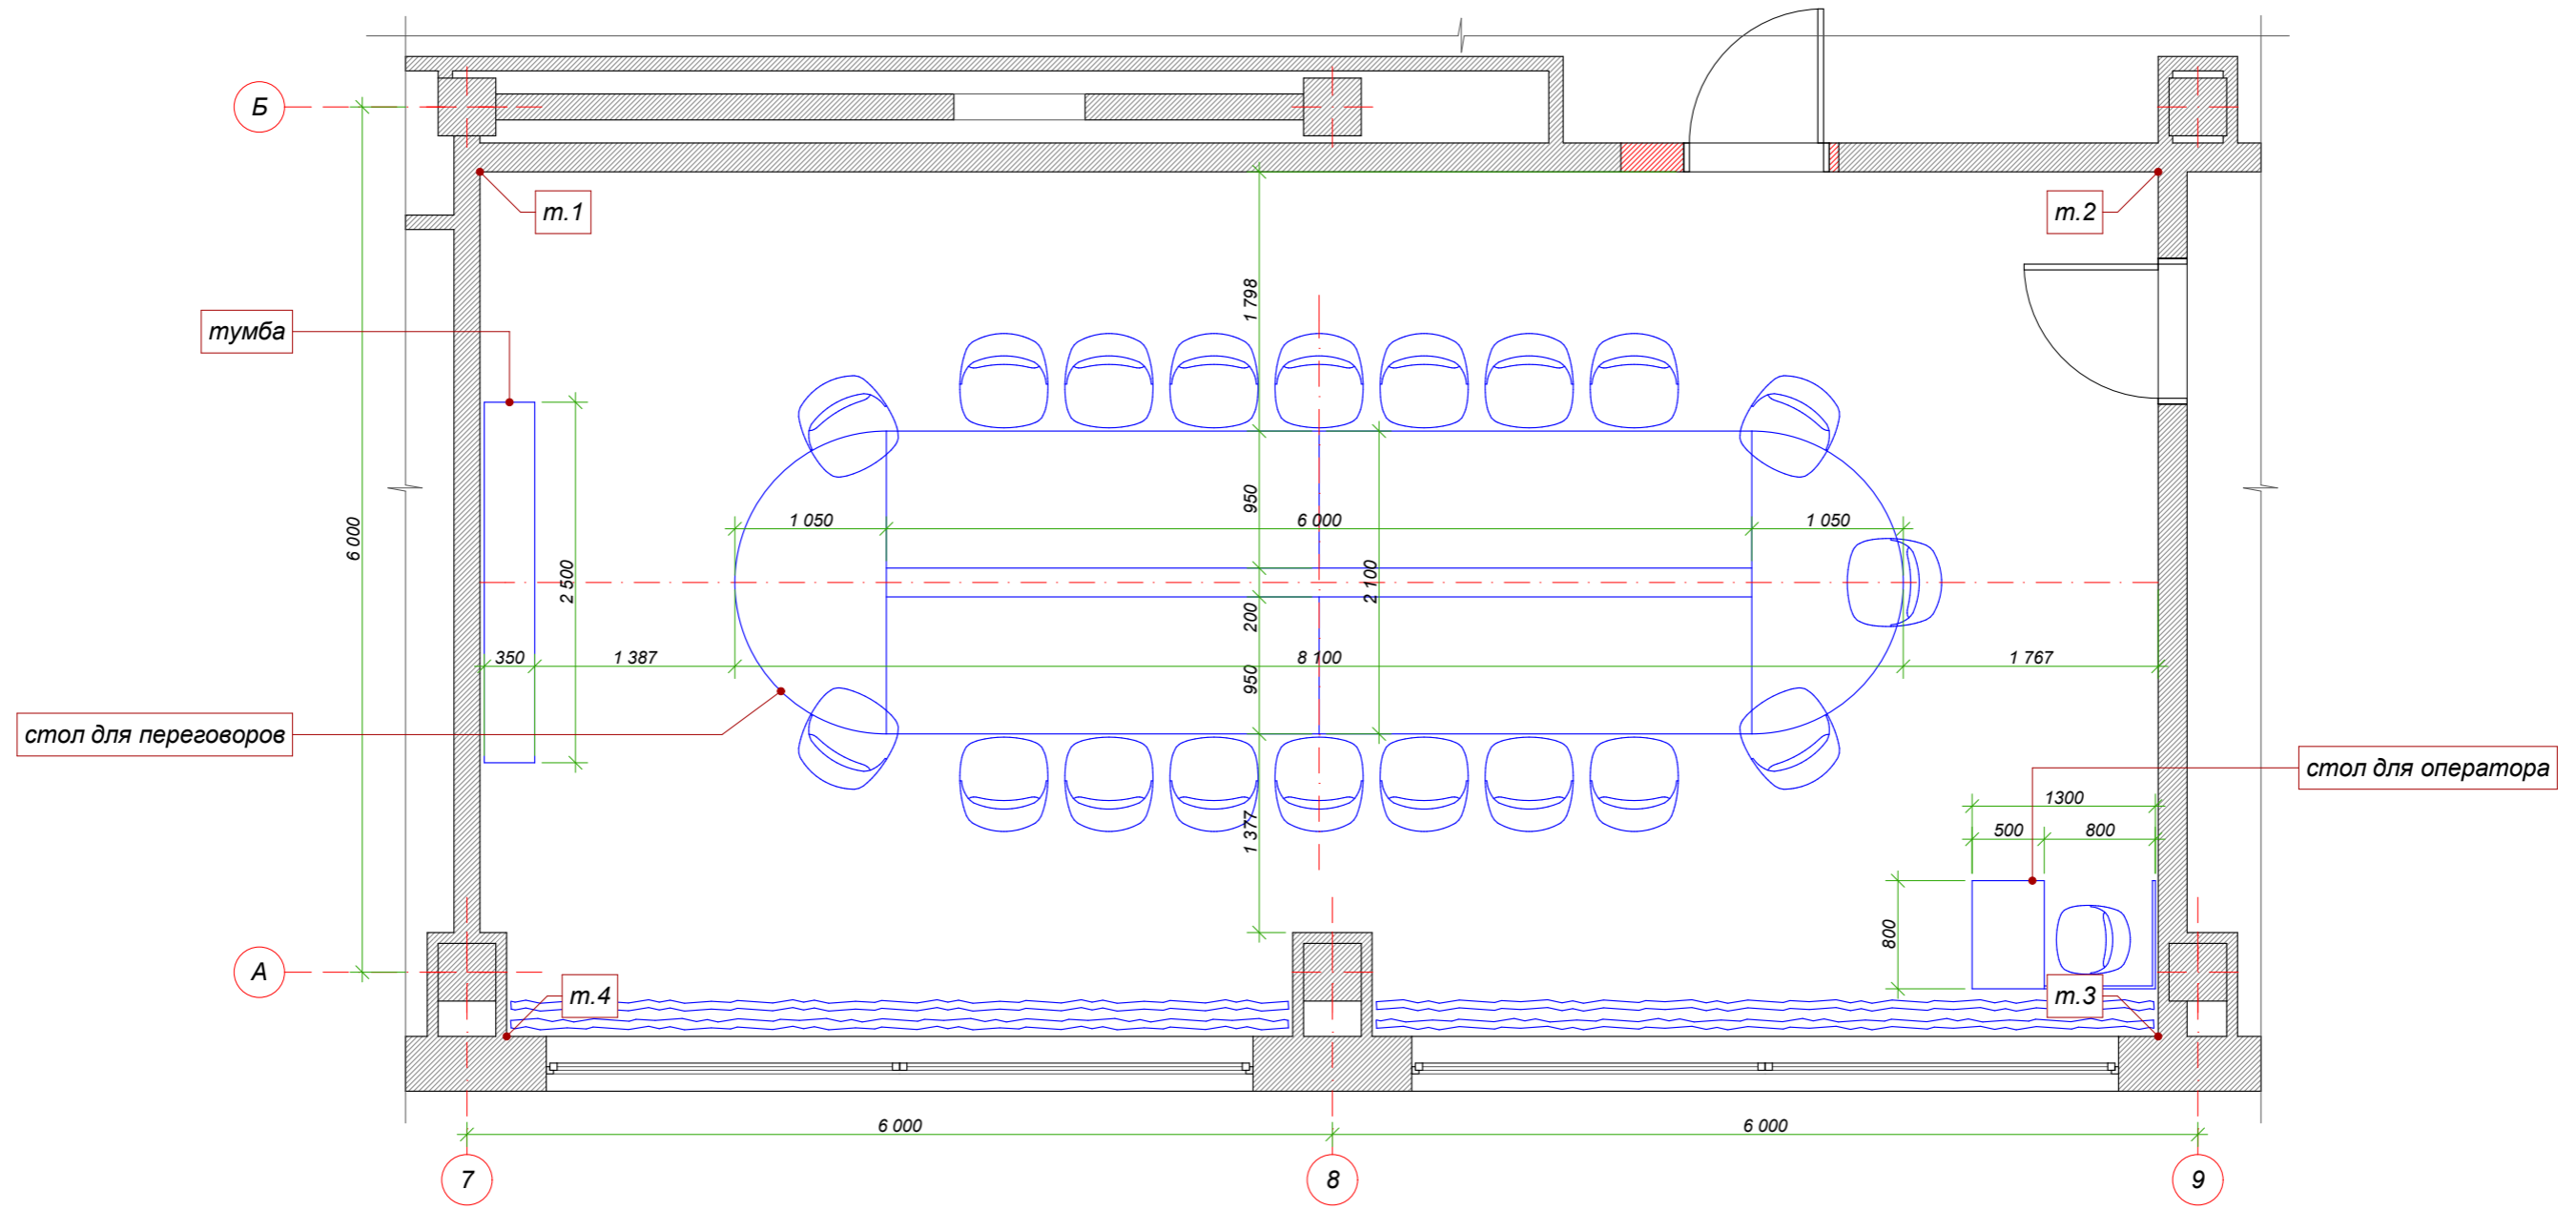 Б
т.1
т.2
1 798
тумба
950
6 000
1 050
6 000
1 050
2 500
2 100
200
350
1 387
8 100
1 767
950
стол для переговоров
стол для оператора
1300
500
800
1 377
800
А
т.4
т.3
6 000
6 000
7
8
9